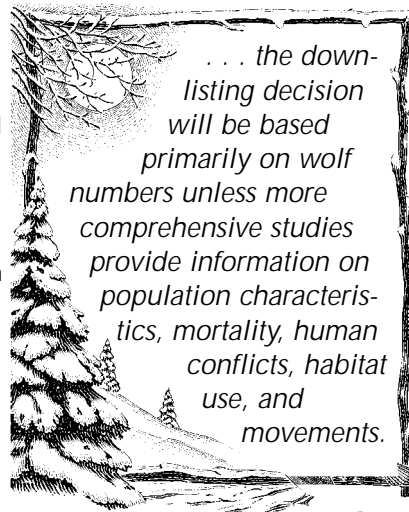 . . . the down-
listing decision
will be based
primarily on wolf
numbers unless more
comprehensive studies
provide information on
population characteris-
tics, mortality, human
conflicts, habitat
use, and
movements.